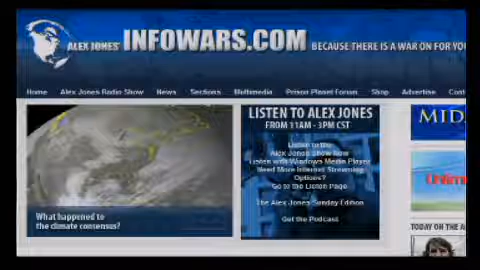 ALEX JONES' INFOWARS.COM BECAUSE THERE IS A WAR ON FOR YOU
Home Alex Jones Radio Show News Sections Multimedia Prison Planet Forum Shop Advertise Cont
LISTEN TO ALEX JONES
FROM 11AM - 3PM CST
Listen to the
Alex Jones Show Now
Listen with Windows Media Player
Need More Internet Streaming
Options?
Go to the Listen Page
The Alex Jones Sunday Edition
Get the Podcast
What happened to
the climate consensus?
MID
Unlim
TODAY ON THE A